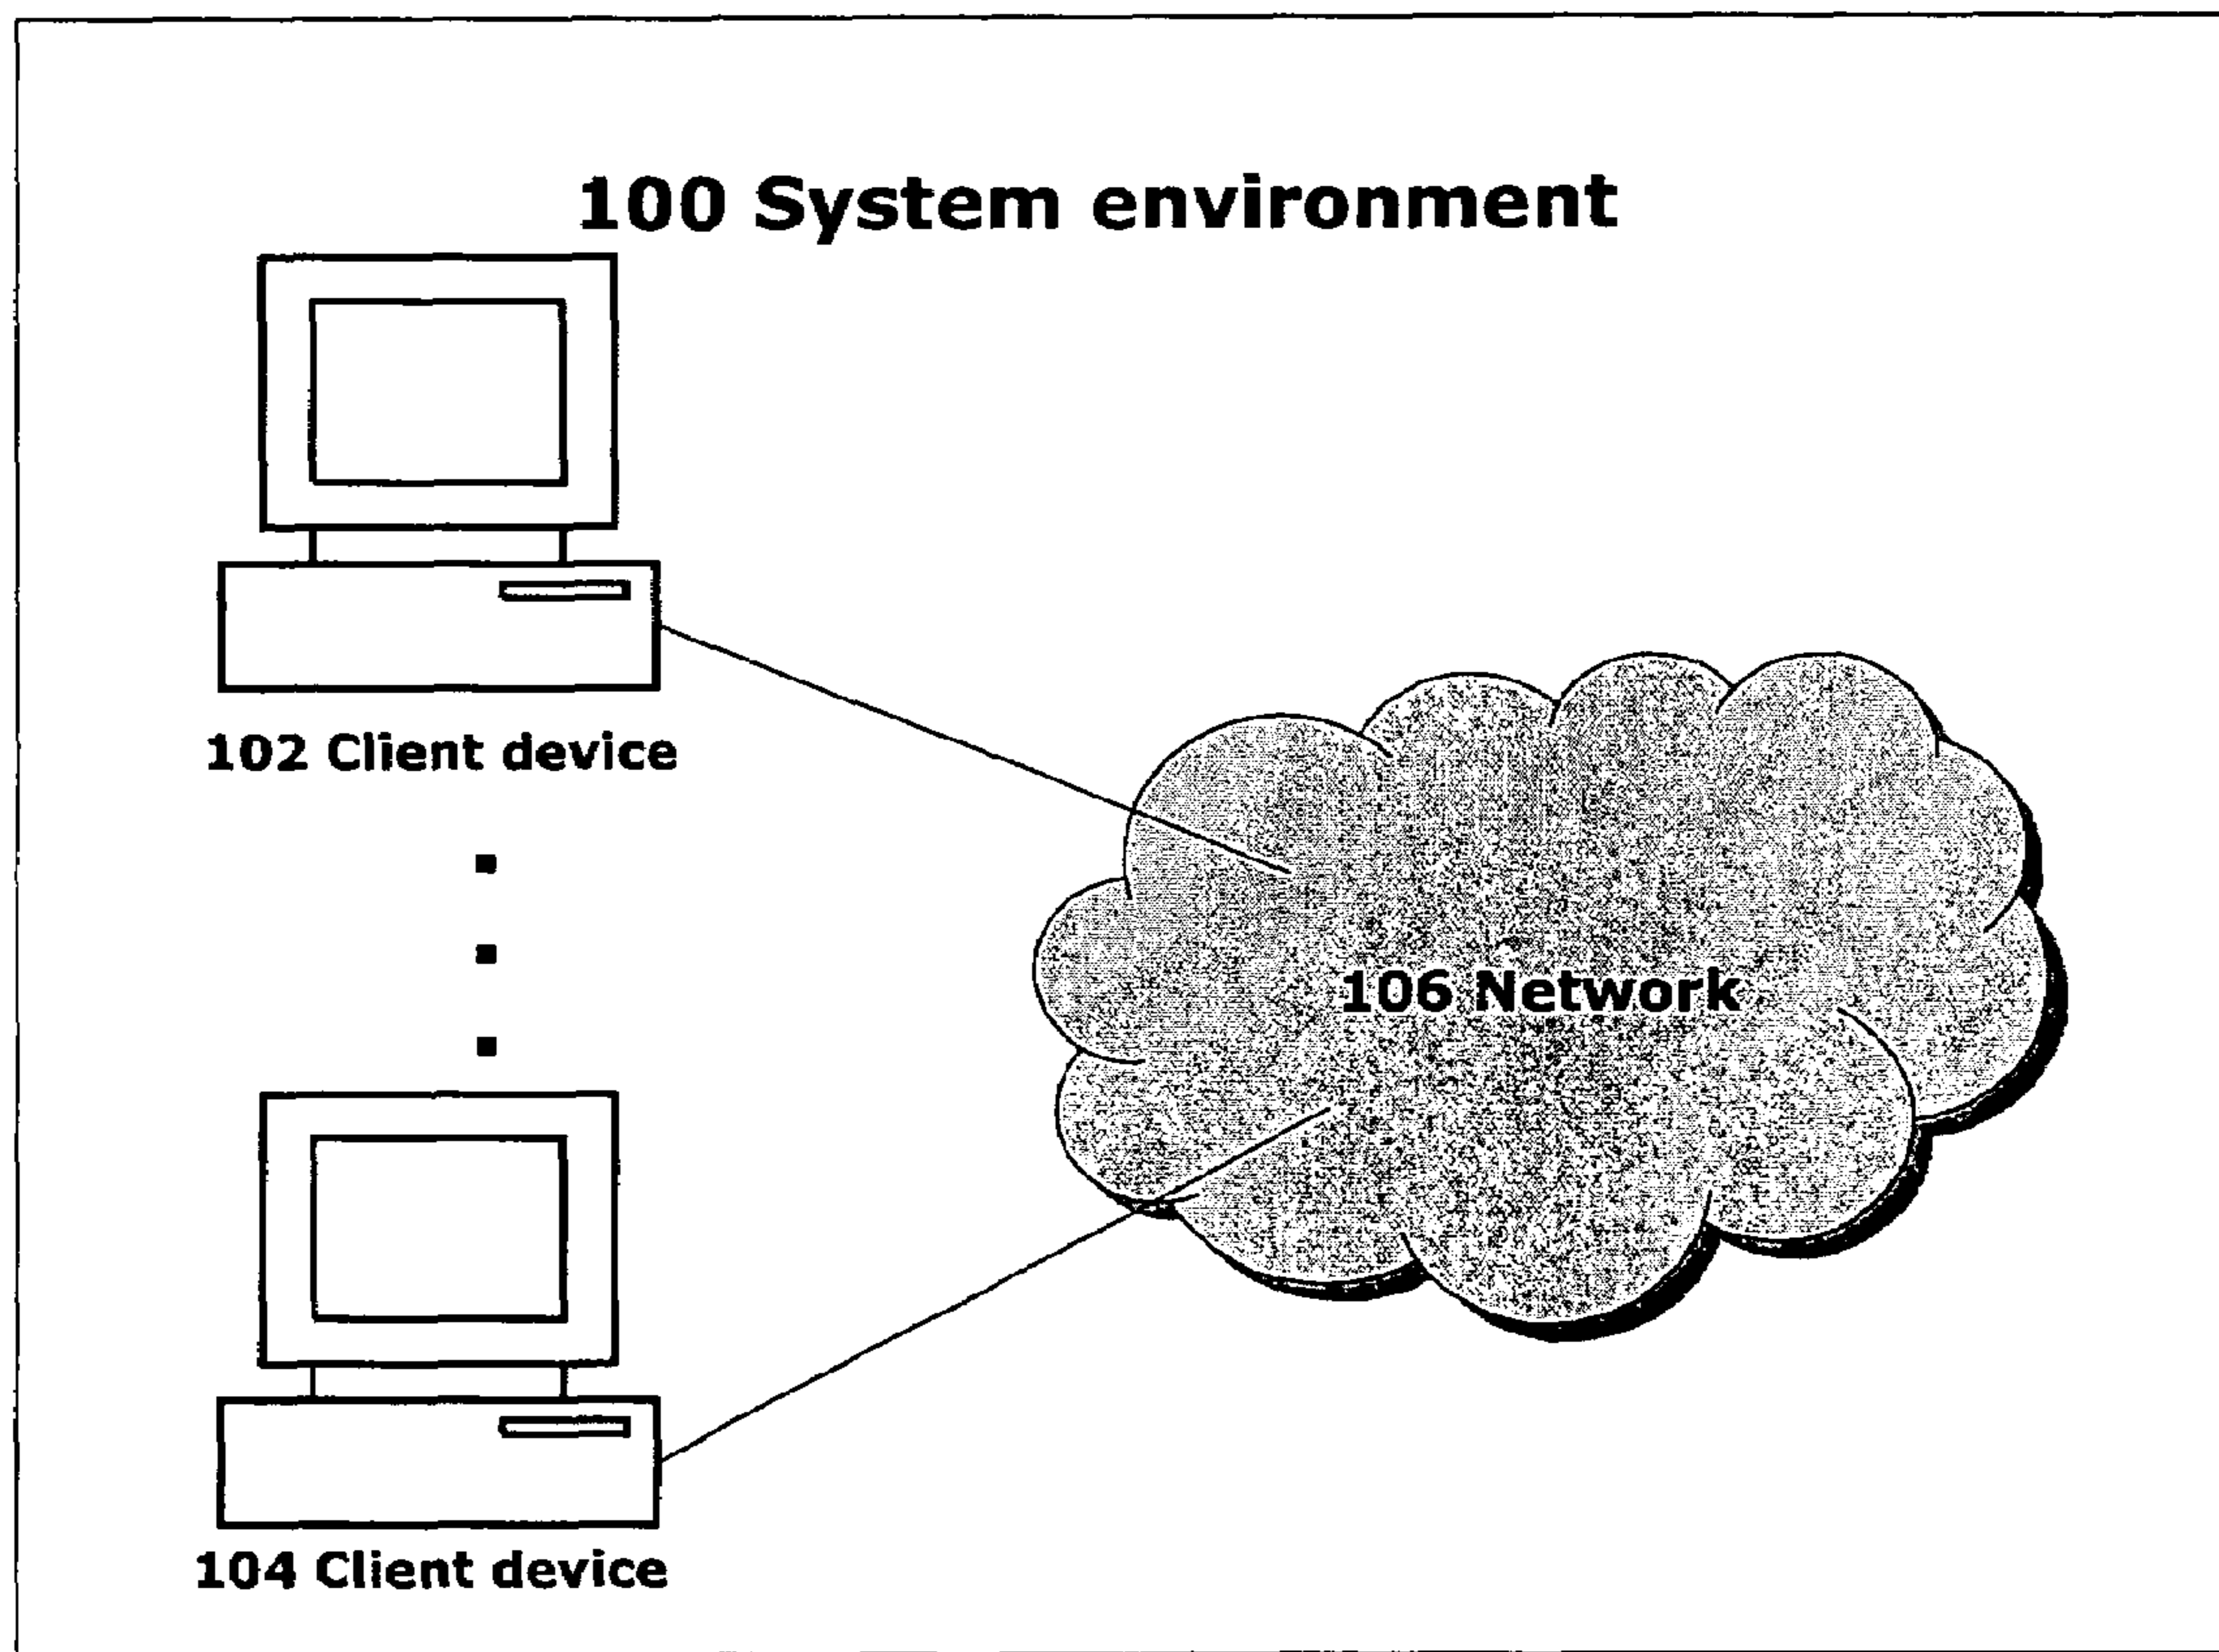 100 System environment
102 Client device
106 Network
104 Client device